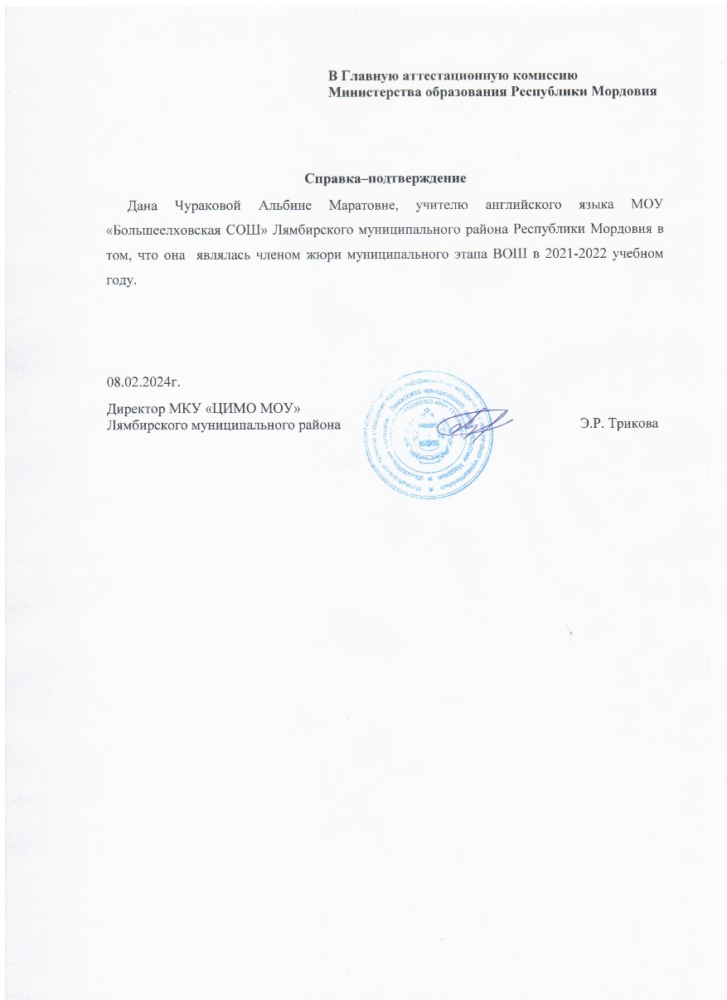 В Главную аттестационную комиссию
Министерства образования Республики Мордовия
Справка–подтверждение
Дана Чураковой Альбине Маратовне, учителю английского языка МОУ
«Большеелховская СОШ» Лямбирского муниципального района Республики Мордовия в
том, что она являлась членом жюри муниципального этапа ВОШ в 2021-2022 учебном
году.
08.02.2024г.
Директор МКУ «ЦИМО МОУ»
Лямбирского муниципального района
Э.Р. Трикова